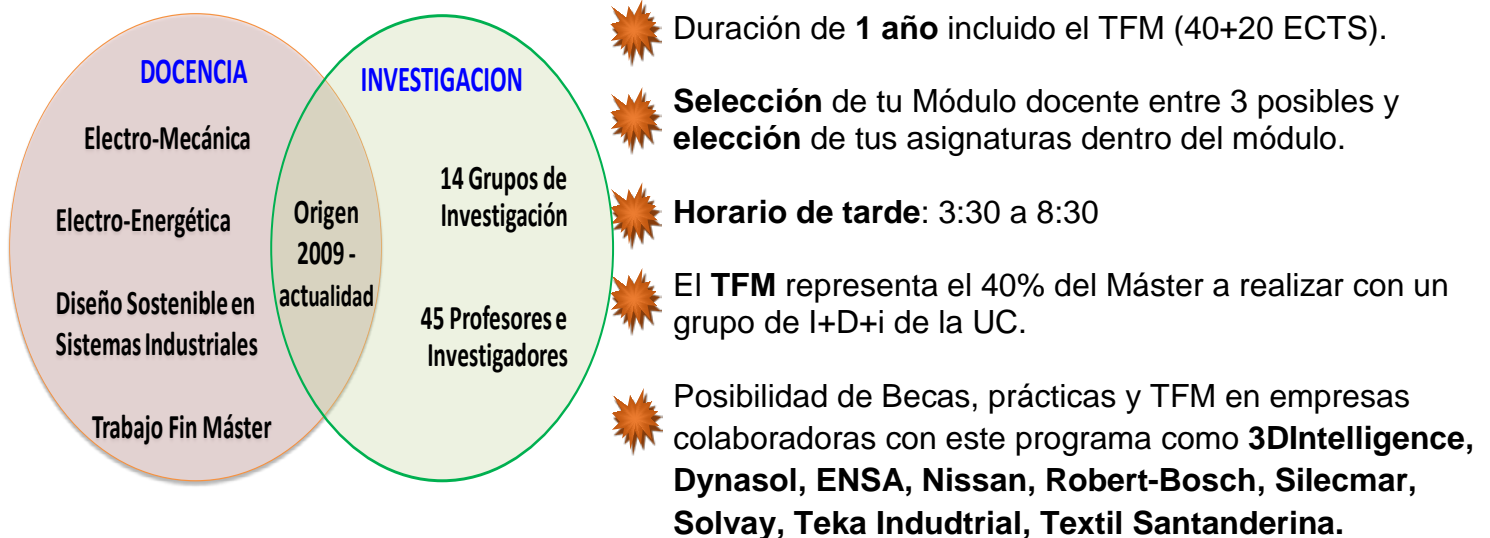 DOCENCIA
Electro-Mecánica
Electro-Energética
Diseño Sostenible en
Sistemas Industriales
Trabajo Fin Máster
Origen
2009 -
actualidad
INVESTIGACION
14 Grupos de
Investigación
45 Profesores e
Investigadores
Duración de 1 año incluido el TFM (40+20 ECTS).
Selección de tu Módulo docente entre 3 posibles y
elección de tus asignaturas dentro del módulo.
Horario de tarde: 3:30 a 8:30
El TFM representa el 40% del Máster a realizar con un
grupo de I+D+i de la UC.
Posibilidad de Becas, prácticas y TFM en empresas
colaboradoras con este programa como 3DIntelligence,
Dynasol, ENSA, Nissan, Robert-Bosch, Silecmar,
Solvay, Teka Indudtrial, Textil Santanderina.